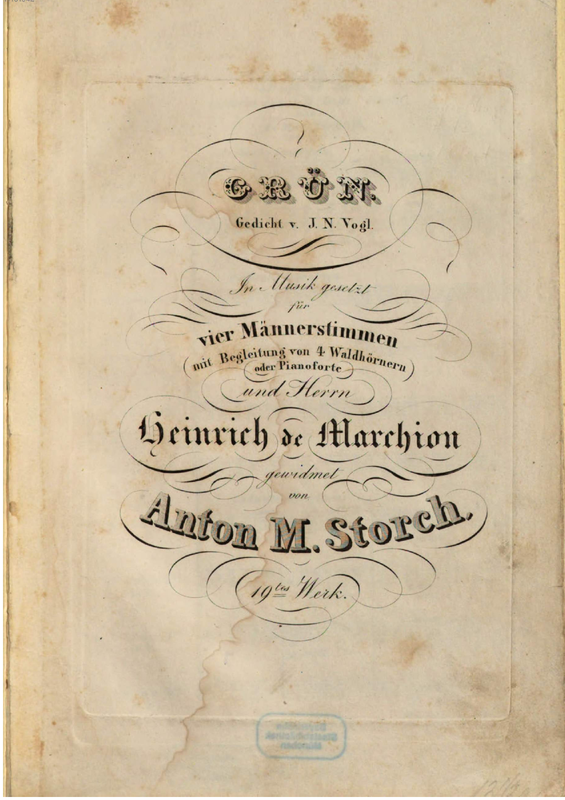 GRÜN.
Gedicht v. J. N. Vogl.
In Musik gesetzt
für
vier Männerstimmen
(mit Begleitung von 4 Waldhörnern
oder Pianoforte)
und Herrn
Heinrich de Marchion
gewidmet
von
Anton M. Storch.
19tes Werk.